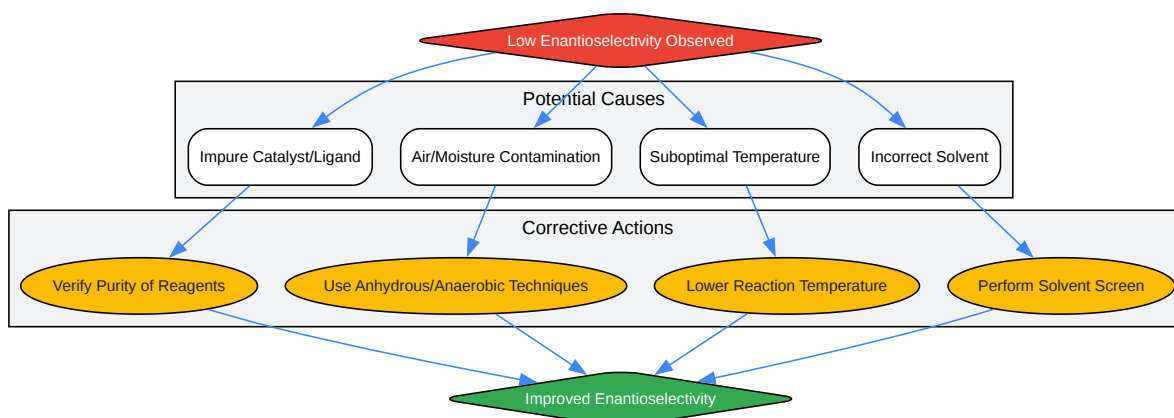 Low Enantioselectivity Observed
Potential Causes
Impure Catalyst/Ligand
Air/Moisture Contamination
Suboptimal Temperature
Incorrect Solvent
Corrective Actions
Verify Purity of Reagents
Use Anhydrous/Anaerobic Techniques
Lower Reaction Temperature
Perform Solvent Screen
Improved Enantioselectivity